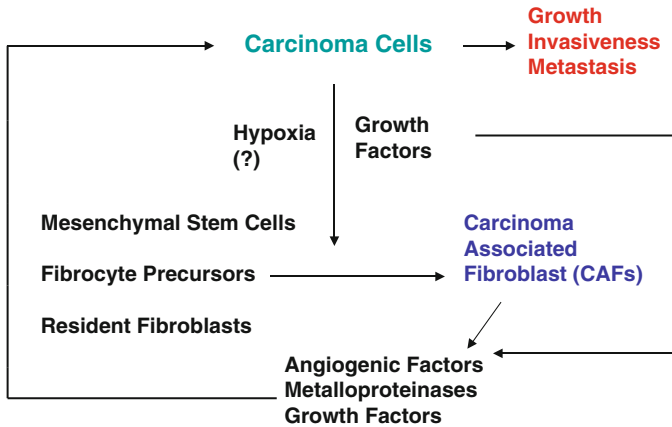 Carcinoma Cells
Growth
Invasiveness
Metastasis
Hypoxia
(?)
Growth
Factors
Mesenchymal Stem Cells
Fibrocyte Precursors
Resident Fibroblasts
Carcinoma
Associated
Fibroblast (CAFs)
Angiogenic Factors
Metalloproteinases
Growth Factors